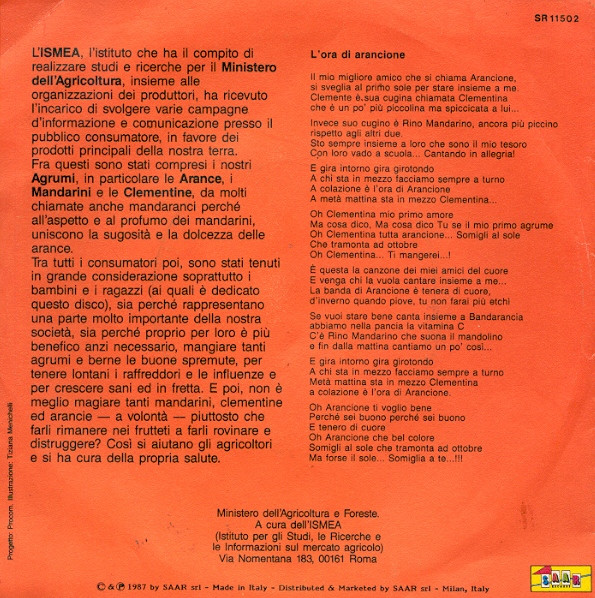 SR 11502
L'ISMEA, l'istituto che ha il compito di
realizzare studi e ricerche per il Ministero
dell'Agricoltura, insieme alle
organizzazioni dei produttori, ha ricevuto
l'incarico di svolgere varie campagne
d'informazione e comunicazione presso il
pubblico consumatore, in favore dei
prodotti principali della nostra terra.
Fra questi sono stati compresi i nostri
Agrumi, in particolare le Arance, i
Mandarini e le Clementine, da molti
chiamate anche mandaranci perché
all'aspetto e al profumo dei mandarini,
uniscono la sugosità e la dolcezza delle
arance.
Tra tutti i consumatori poi, sono stati tenuti
in grande considerazione soprattutto i
bambini e i ragazzi (ai quali è dedicato
questo disco), sia perché rappresentano
una parte molto importante della nostra
società, sia perché proprio per loro è più
benefico anzi necessario, mangiare tanti
agrumi e berne le buone spremute, per
tenere lontani i raffreddori e le influenze e
per crescere sani ed in fretta. E poi, non è
meglio magiare tanti mandarini, clementine
ed arancie — a volontà — piuttosto che
farli rimanere nei frutteti a farli rovinare e
distruggere? Così si aiutano gli agricoltori
e si ha cura della propria salute.
L'ora di arancione
Il mio migliore amico che si chiama Arancione,
si sveglia al primo sole per stare insieme a me.
Clemente è sua cugina chiamata Clementina
che è un po' più piccolina ma spiccicata a lui...
Invece suo cugino è Rino Mandarino, ancora più piccino
rispetto agli altri due.
Sto sempre insieme a loro che sono il mio tesoro
Con loro vado a scuola... Cantando in allegria!
E gira intorno gira girotondo
A chi sta in mezzo facciamo sempre a turno
A colazione è l'ora di Arancione
A metà mattina sta in mezzo Clementina...
Oh Clementina mio primo amore
Ma cosa dico, Ma cosa dico Tu se il mio primo agrume
Oh Clementina tutta arancione... Somigli al sole
Che tramonta ad ottobre
Oh Clementina... Ti mangerei...!
È questa la canzone dei miei amici del cuore
E venga chi la vuola cantare insieme a me...
La banda di Arancione è tenera di cuore,
d'inverno quando piove, tu non farai più etchi
Se vuoi stare bene canta insieme a Bandarancia
abbiamo nella pancia la vitamina C
C'è Rino Mandarino che suona il mandolino
e fin dalla mattina cantiamo un po' così...
E gira intorno gira girotondo
A chi sta in mezzo facciamo sempre a turno
Metà mattina sta in mezzo Clementina
a colazione è l'ora di Arancione.
Oh Arancione ti voglio bene
Perché sei buono perché sei buono
E tenero di cuore
Oh Arancione che bel colore
Somigli al sole che tramonta ad ottobre
Ma forse il sole... Somiglia a te...!!!
Progetto: Procom. Illustrazione: Tiziana Menichelli
Ministero dell'Agricoltura e Foreste.
A cura dell'ISMEA
(Istituto per gli Studi, le Ricerche e
le Informazioni sul mercato agricolo)
Via Nomentana 183, 00161 Roma
© & ℗ 1987 by SAAR srl - Made in Italy - Distributed & Marketed by SAAR srl - Milan, Italy
SAAR
RECORDS